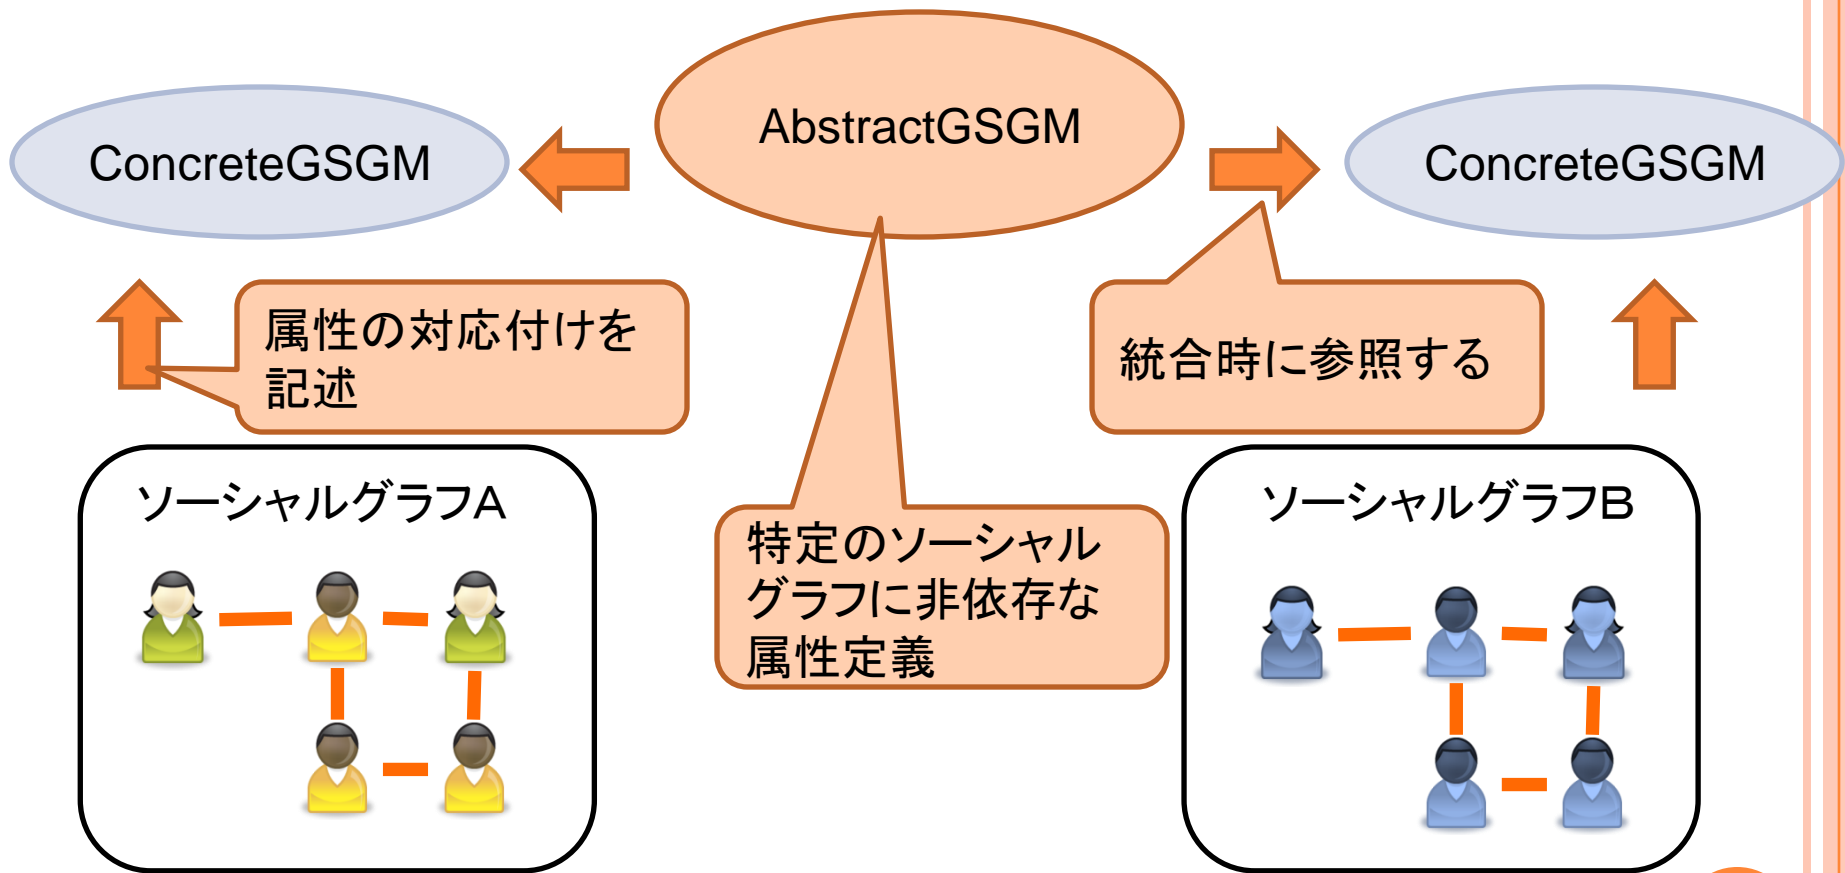 AbstractGSGM
ConcreteGSGM
ConcreteGSGM
属性の対応付けを
記述
統合時に参照する
ソーシャルグラフA
特定のソーシャル
グラフに非依存な
属性定義
ソーシャルグラフB